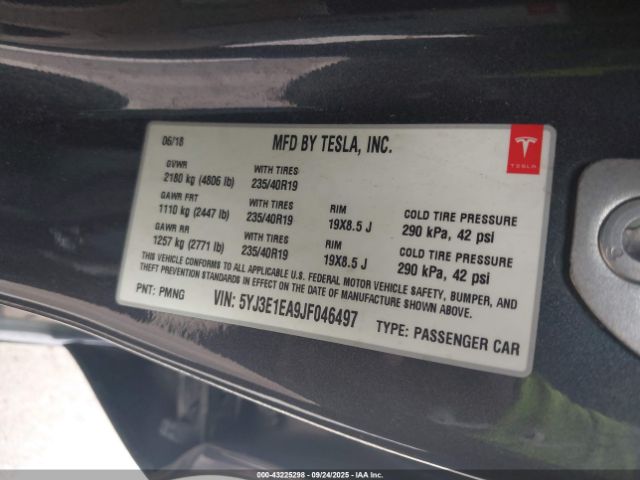 06/18 MFD BY TESLA, INC.
TESLA
GVWR WITH TIRES
2180 kg (4806 lb) 235/40R19
GAWR FRT WITH TIRES RIM COLD TIRE PRESSURE
1110 kg (2447 lb) 235/40R19 19X8.5 J 290 kPa, 42 psi
GAWR RR WITH TIRES RIM COLD TIRE PRESSURE
1257 kg (2771 lb) 235/40R19 19X8.5 J 290 kPa, 42 psi
THIS VEHICLE CONFORMS TO ALL APPLICABLE U.S. FEDERAL MOTOR VEHICLE SAFETY, BUMPER, AND
THEFT PREVENTION STANDARDS IN EFFECT ON THE DATE OF MANUFACTURE SHOWN ABOVE.
PNT: PMNG VIN: 5YJ3E1EA9JF046497 TYPE: PASSENGER CAR
000-43225298 - 09/24/2025 - IAA Inc.